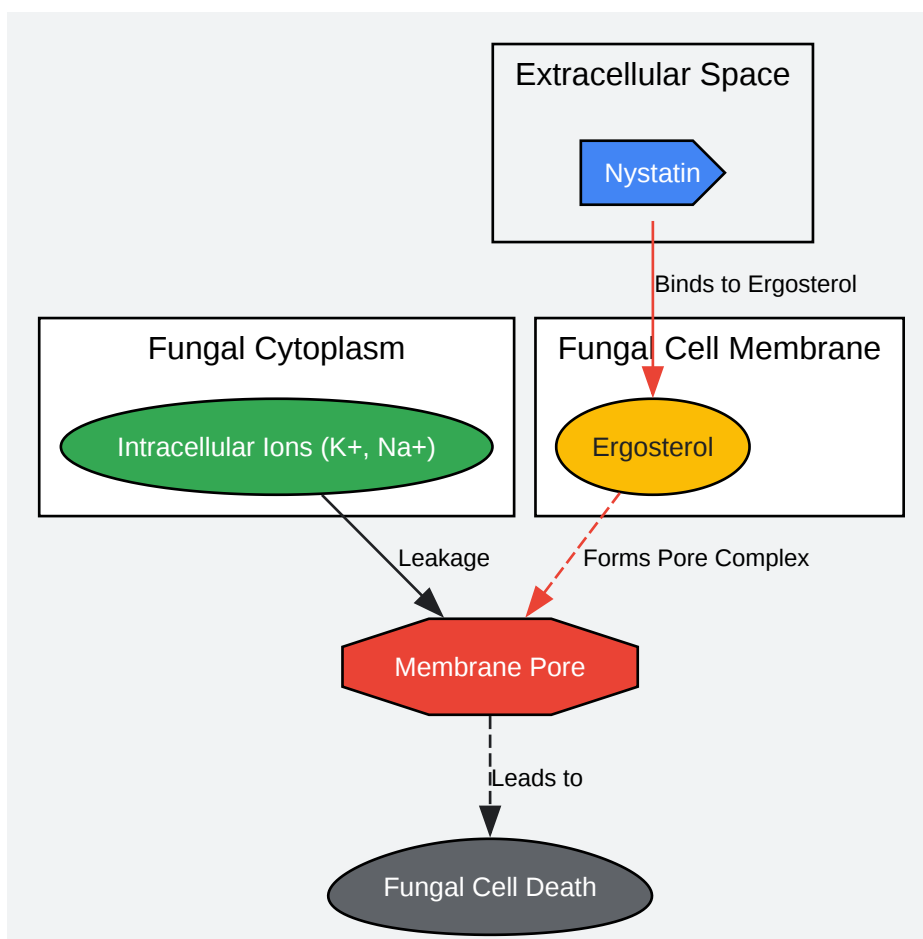 Extracellular Space
Nystatin
Binds to Ergosterol
Fungal Cytoplasm
Fungal Cell Membrane
Intracellular Ions (K+, Na+)
Ergosterol
Leakage
Forms Pore Complex
Membrane Pore
Leads to
Fungal Cell Death